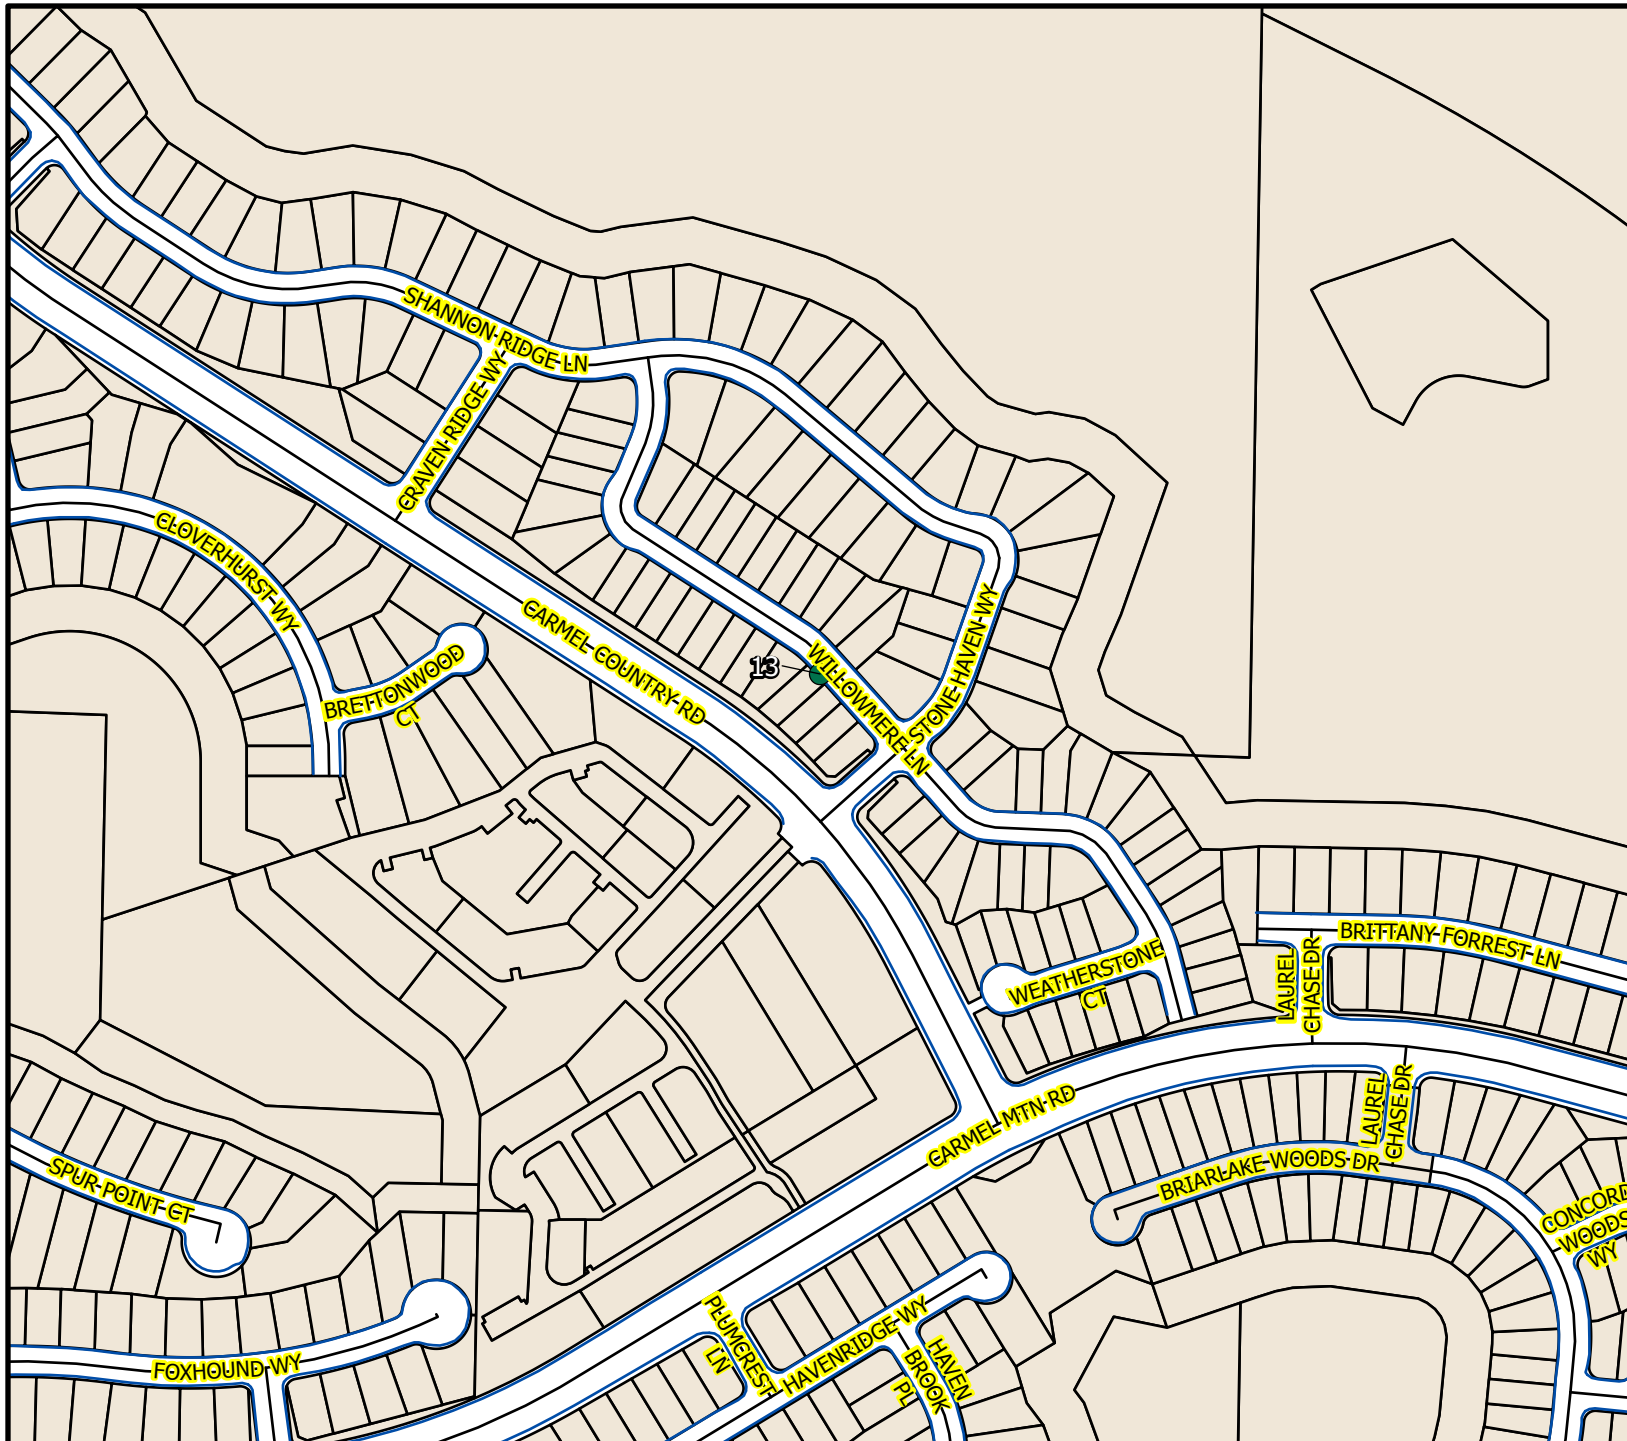 SHANNON RIDGE LN
CRAVEN RIDGE WY
CLOVERHURST WY
CARMEL COUNTRY RD
BRETTONWOOD
CT
13
WILLOWMERE LN
STONE HAVEN WY
WEATHERSTONE
CT
BRITTANY FORREST LN
LAUREL
CHASE DR
CARMEL MTN RD
LAUREL
CHASE DR
BRIARLAKE WOODS DR
CONCORD
WOODS
WY
SPUR POINT CT
FOXHOUND WY
PLUMCREST
LN
HAVENRIDGE WY
HAVEN
BROOK
PL